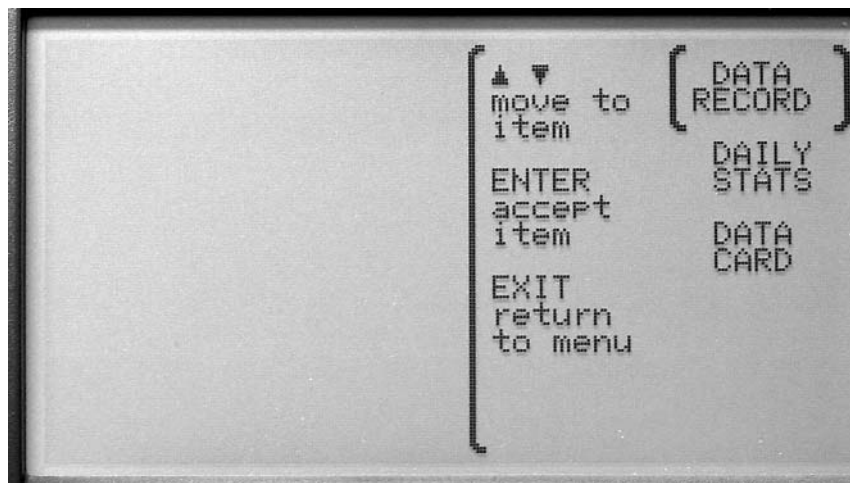 ▲ ▼
move to
item
ENTER
accept
item
EXIT
return
to menu
DATA
RECORD
DAILY
STATS
DATA
CARD